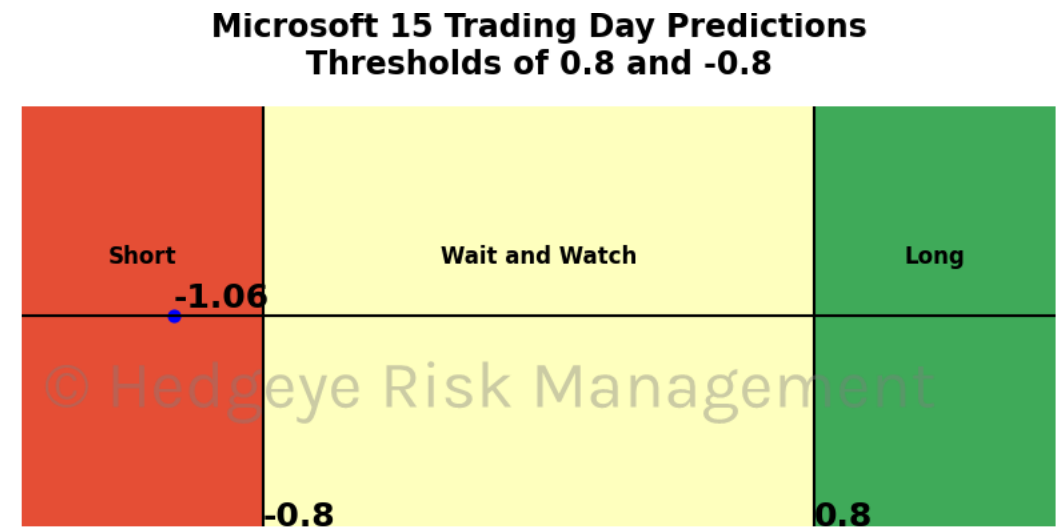 Microsoft 15 Trading Day Predictions
Thresholds of 0.8 and -0.8
Short
Wait and Watch
Long
-1.06
© Hedgeye Risk Management
-0.8
0.8